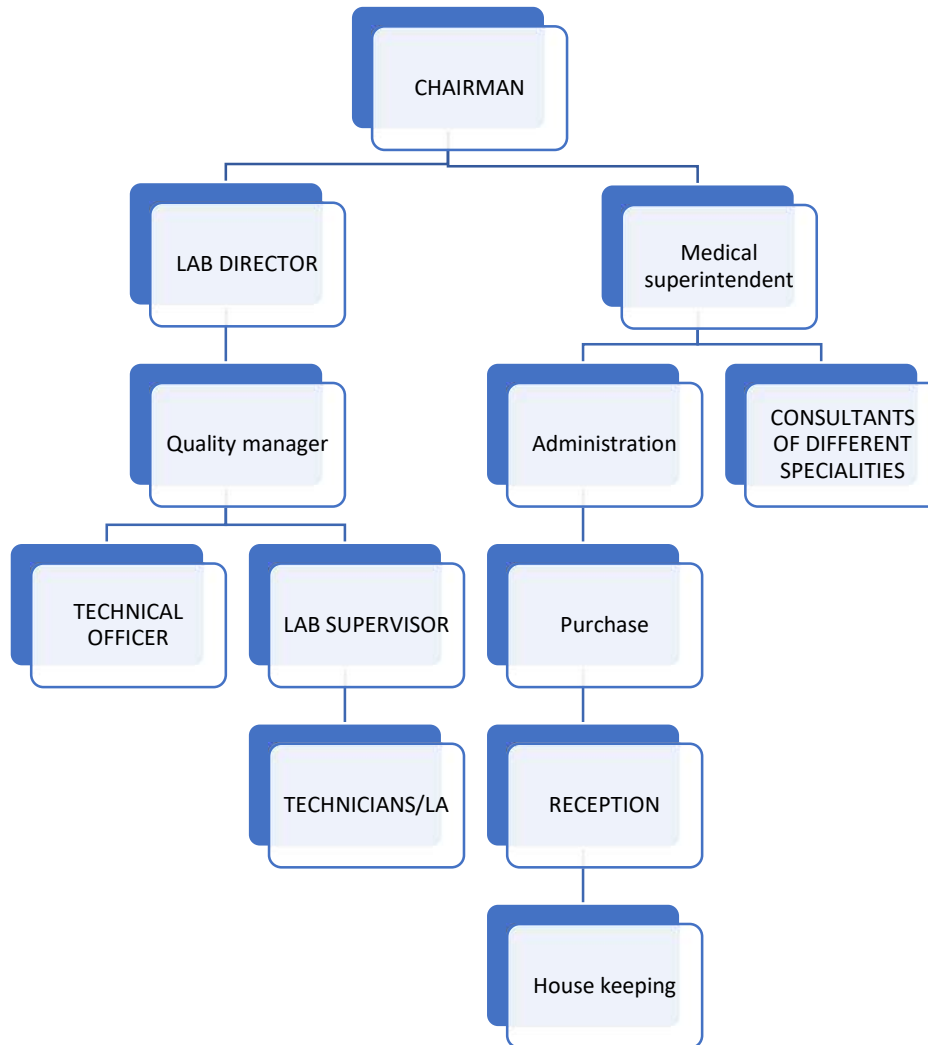 CHAIRMAN
LAB DIRECTOR
Medical
superintendent
Quality manager
Administration
CONSULTANTS
OF DIFFERENT
SPECIALITIES
TECHNICAL
OFFICER
LAB SUPERVISOR
Purchase
TECHNICIANS/LA
RECEPTION
House keeping